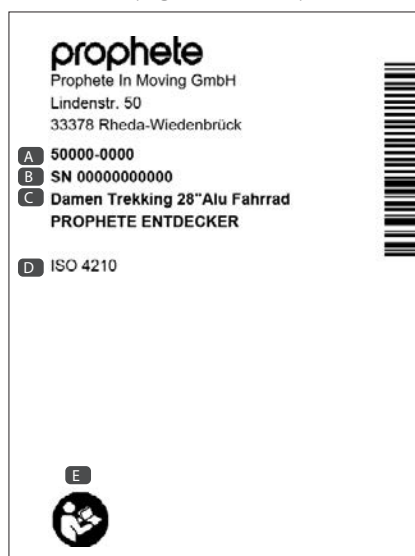 prophete
Prophete In Moving GmbH
Lindenstr. 50
33378 Rheda-Wiedenbrück
A 50000-0000
B SN 00000000000
C Damen Trekking 28"Alu Fahrrad
PROPHETE ENTDECKER
D ISO 4210
E